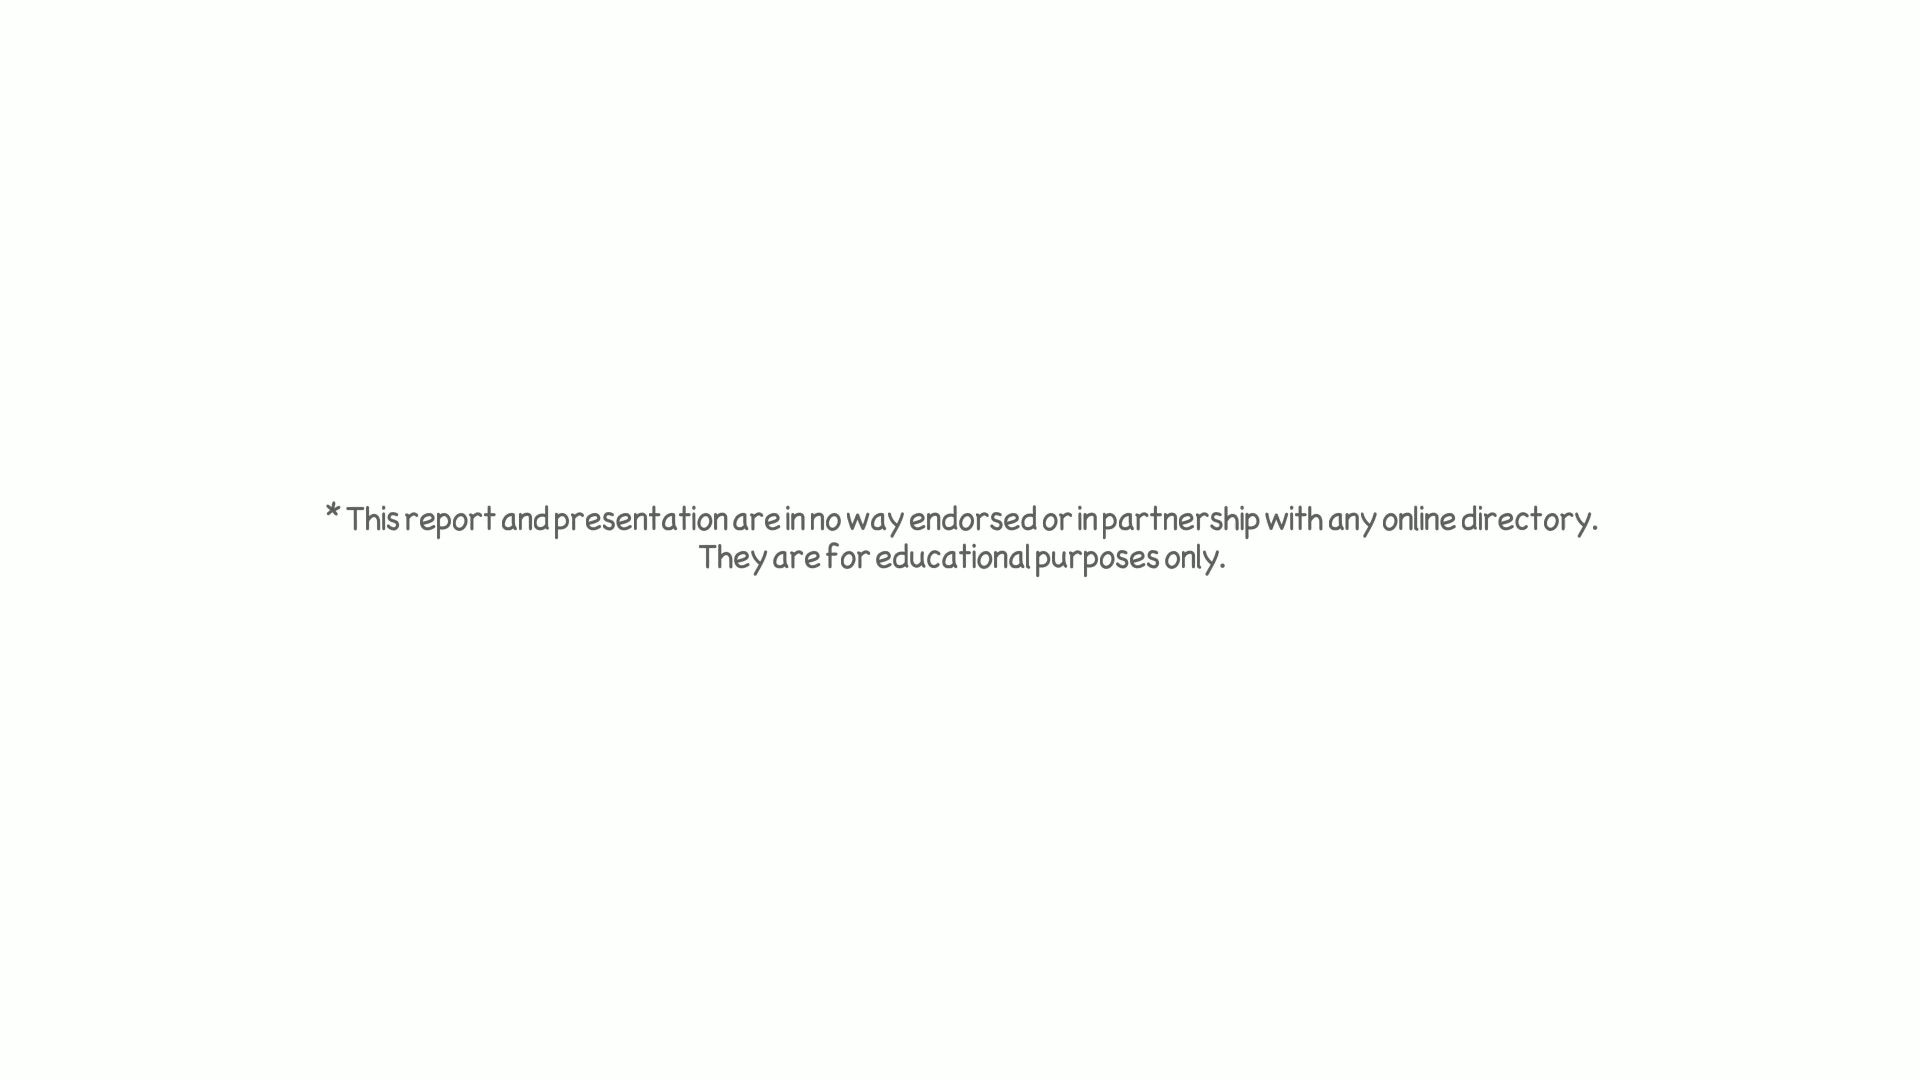 * This report and presentation are in no way endorsed or in partnership with any online directory.
They are for educational purposes only.